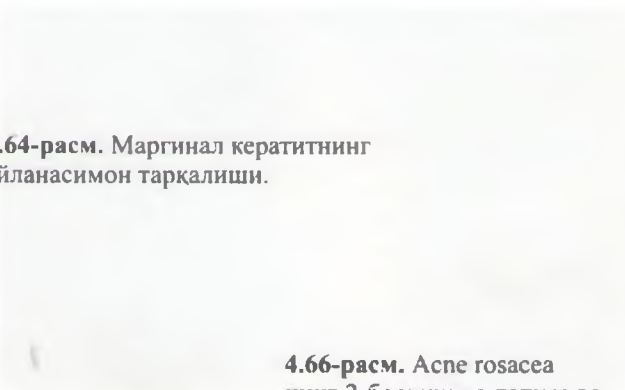 .64-расм. Маргинал кератитнинг
йланасимон тарқалиши.
4.66-расм. Acne rosacea